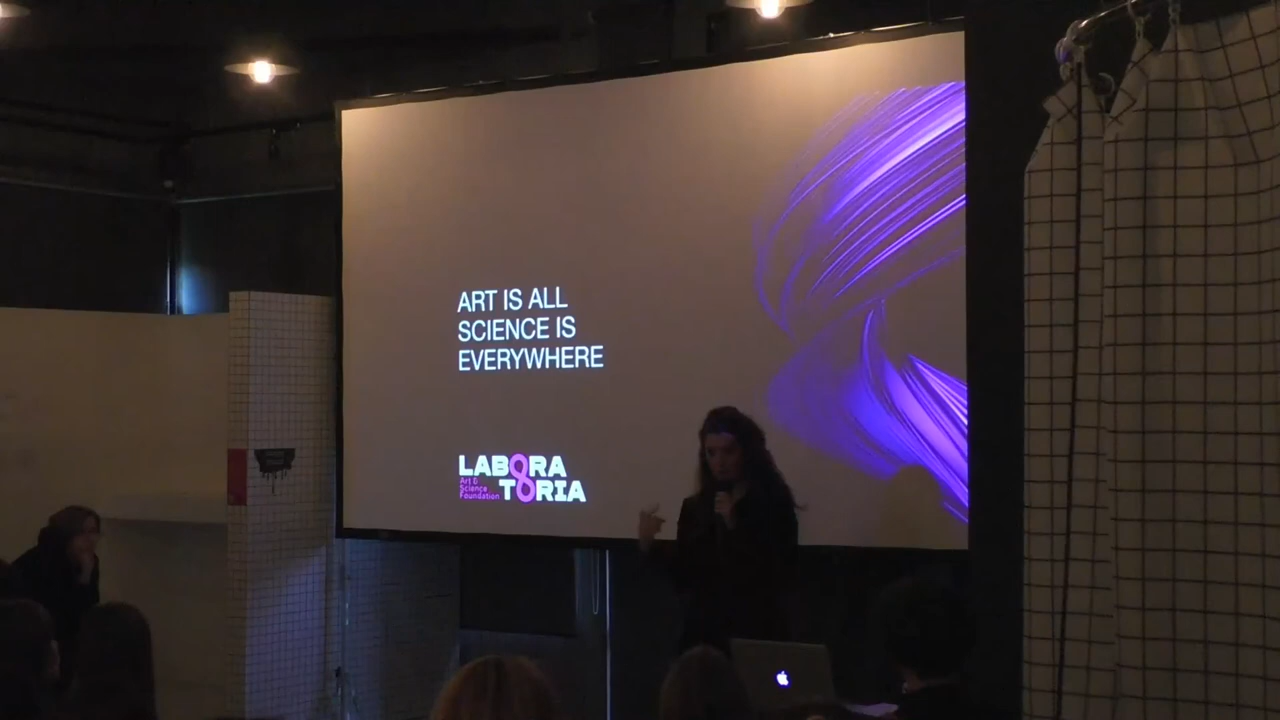 ART IS ALL
SCIENCE IS
EVERYWHERE
LABORA
TORIA
Art &
Science
Foundation